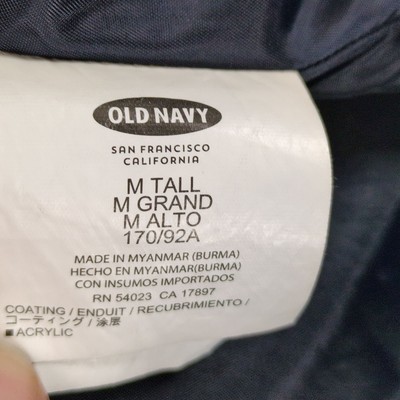 OLD NAVY
SAN FRANCISCO
CALIFORNIA
M TALL
M GRAND
M ALTO
170/92A
MADE IN MYANMAR (BURMA)
HECHO EN MYANMAR(BURMA)
CON INSUMOS IMPORTADOS
RN 54023 CA 17897
COATING / ENDUIT / RECUBRIMIENTO /
コーティング / 涂层
■ ACRYLIC